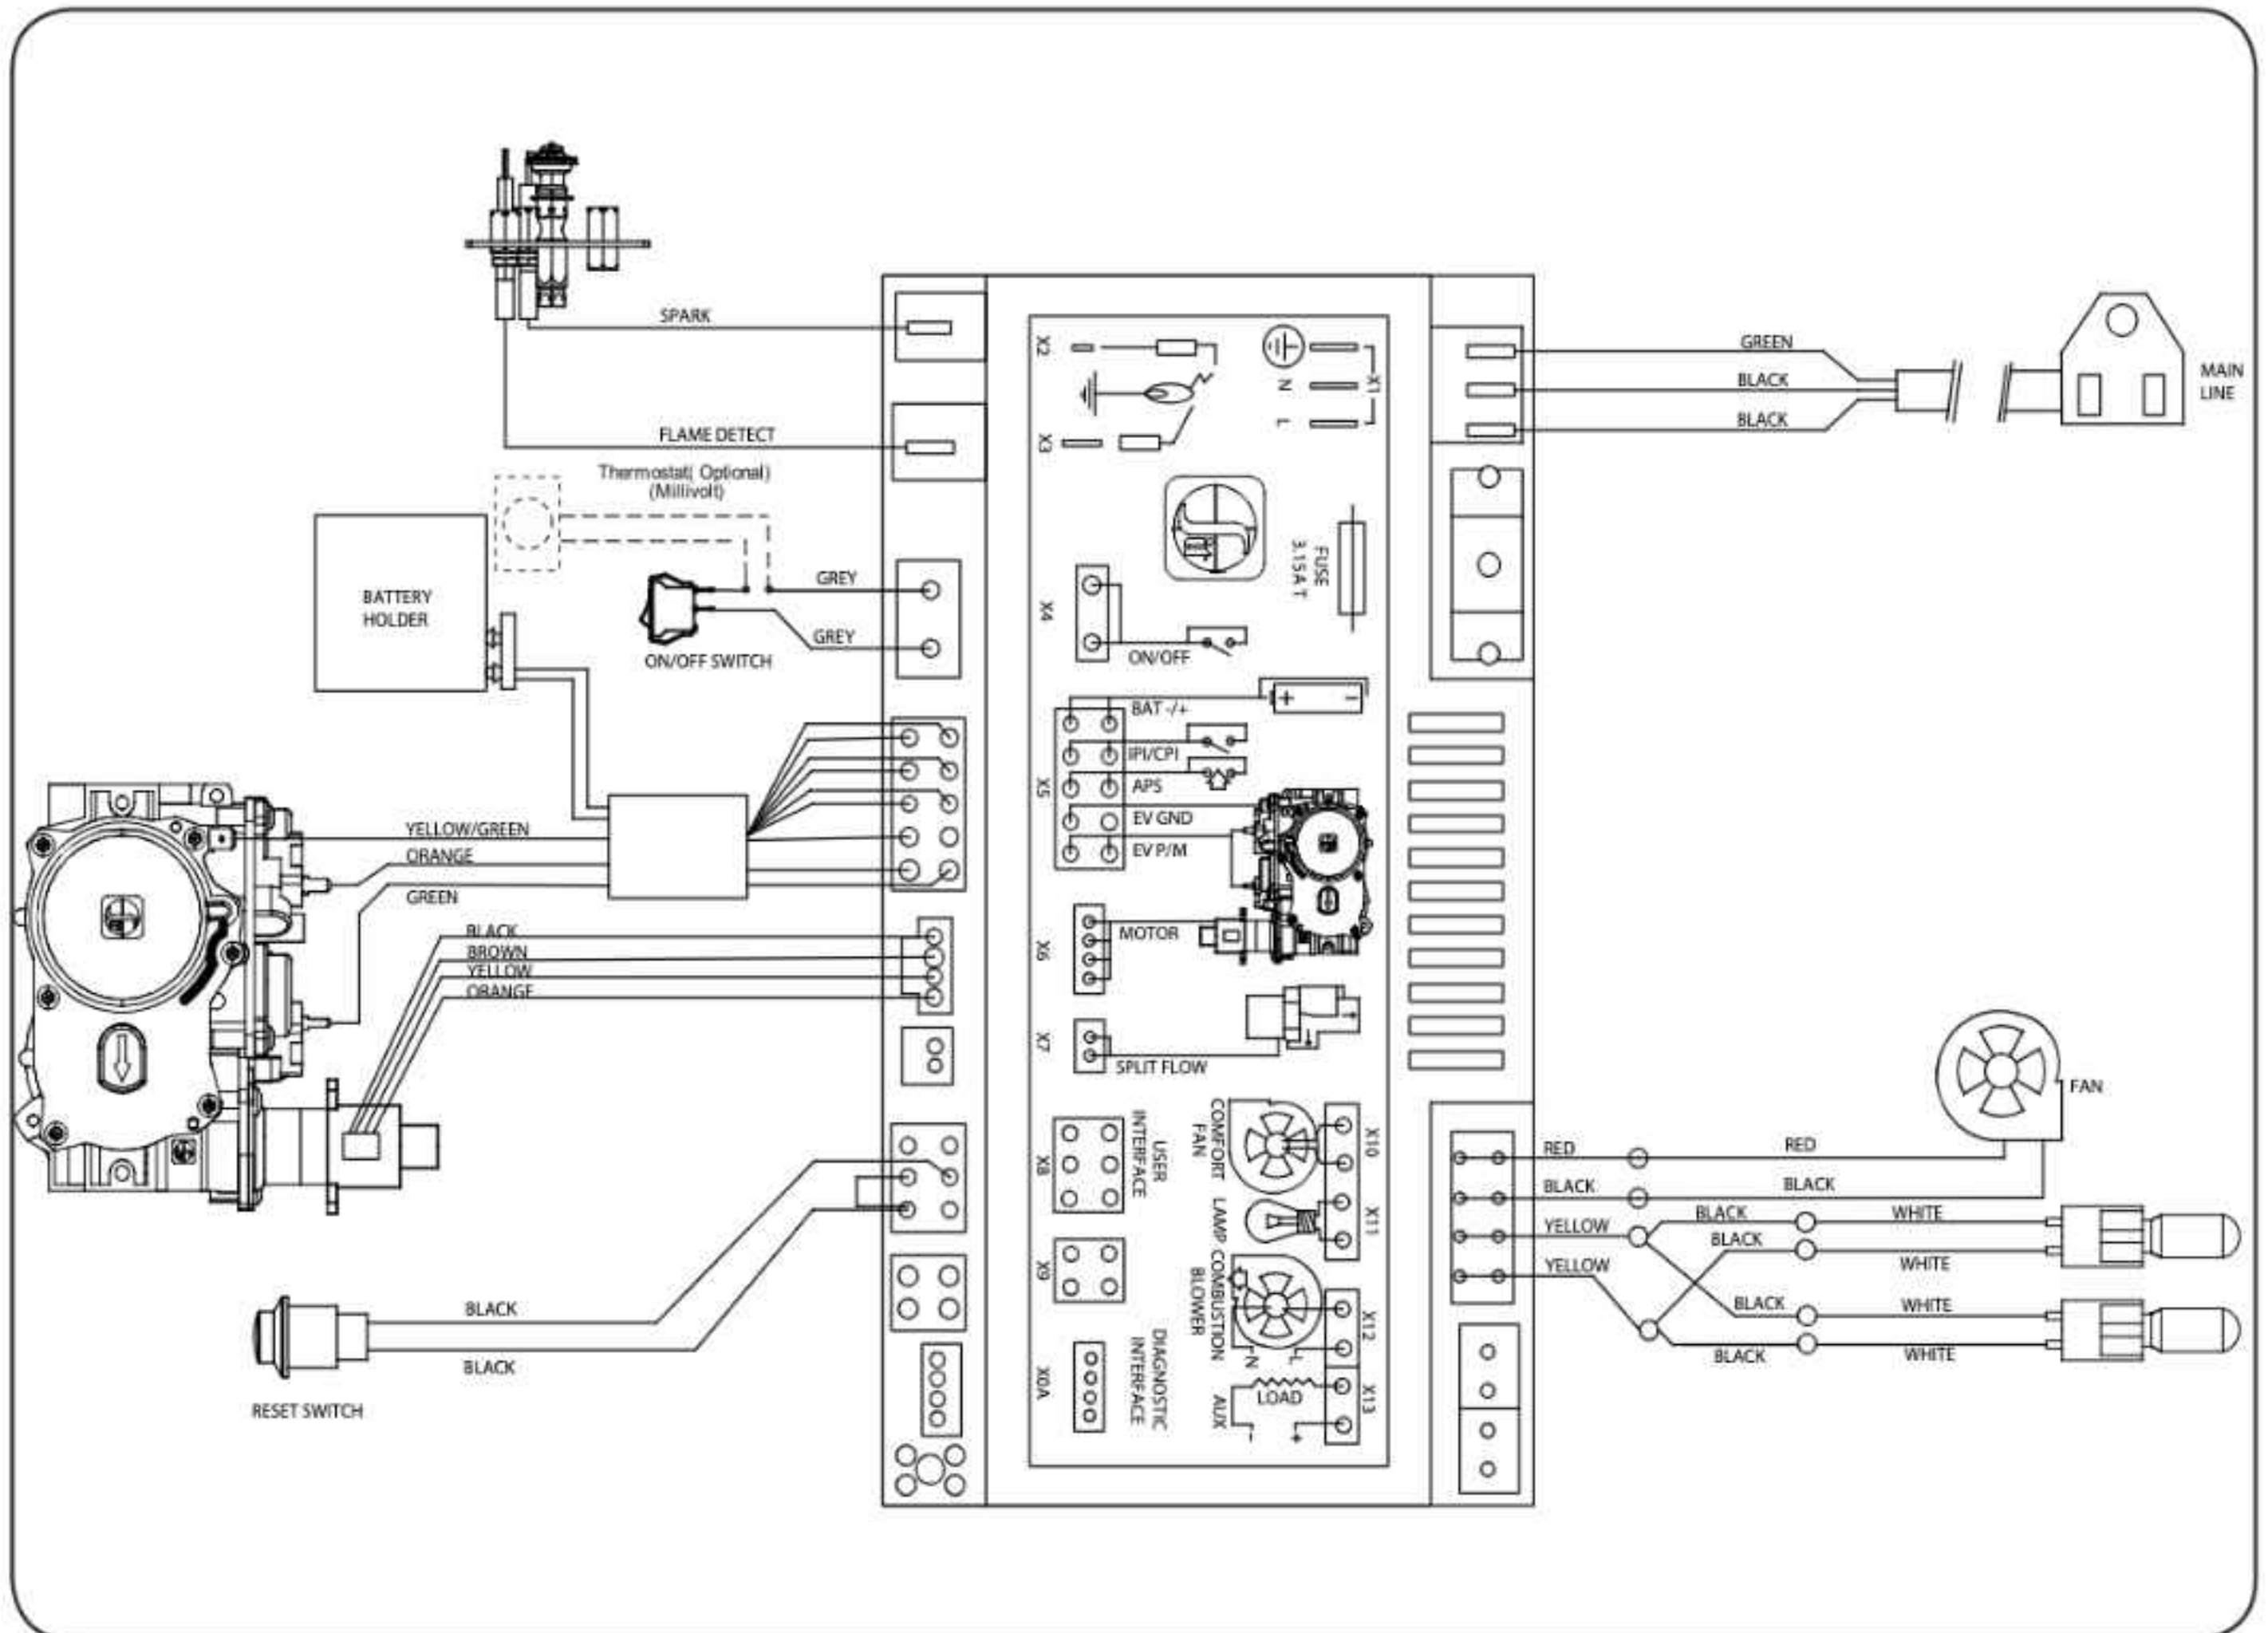 SPARK
FLAME DETECT
Thermostat( Optional)
(Millivolt)
BATTERY
HOLDER
GREY
GREY
ON/OFF SWITCH
YELLOW/GREEN
ORANGE
GREEN
BLACK
BROWN
YELLOW
ORANGE
BLACK
BLACK
RESET SWITCH
X2
X3
X1
N
L
FUSE
3.15A T
X4
ON/OFF
X5
BAT -/+
+ -
IPI/CPI
APS
EV GND
EV P/M
X6
MOTOR
X7
SPLIT FLOW
X8
USER
INTERFACE
COMFORT
FAN
X10
LAMP
X11
X9
COMBUSTION
BLOWER
X12
N
L
X0A
DIAGNOSTIC
INTERFACE
AUX
LOAD
X13
-
+
GREEN
BLACK
BLACK
MAIN
LINE
FAN
RED
RED
BLACK
BLACK
YELLOW
BLACK
WHITE
BLACK
WHITE
YELLOW
BLACK
WHITE
BLACK
WHITE